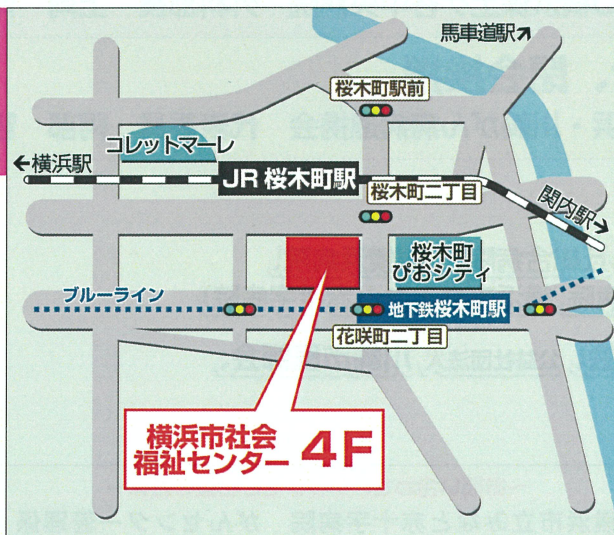 馬車道駅↗
桜木町駅前
コレットマーレ
←横浜駅
JR 桜木町駅
桜木町二丁目
関内駅→
桜木町
ぴおシティ
ブルーライン
地下鉄桜木町駅
花咲町二丁目
横浜市社会
福祉センター 4F